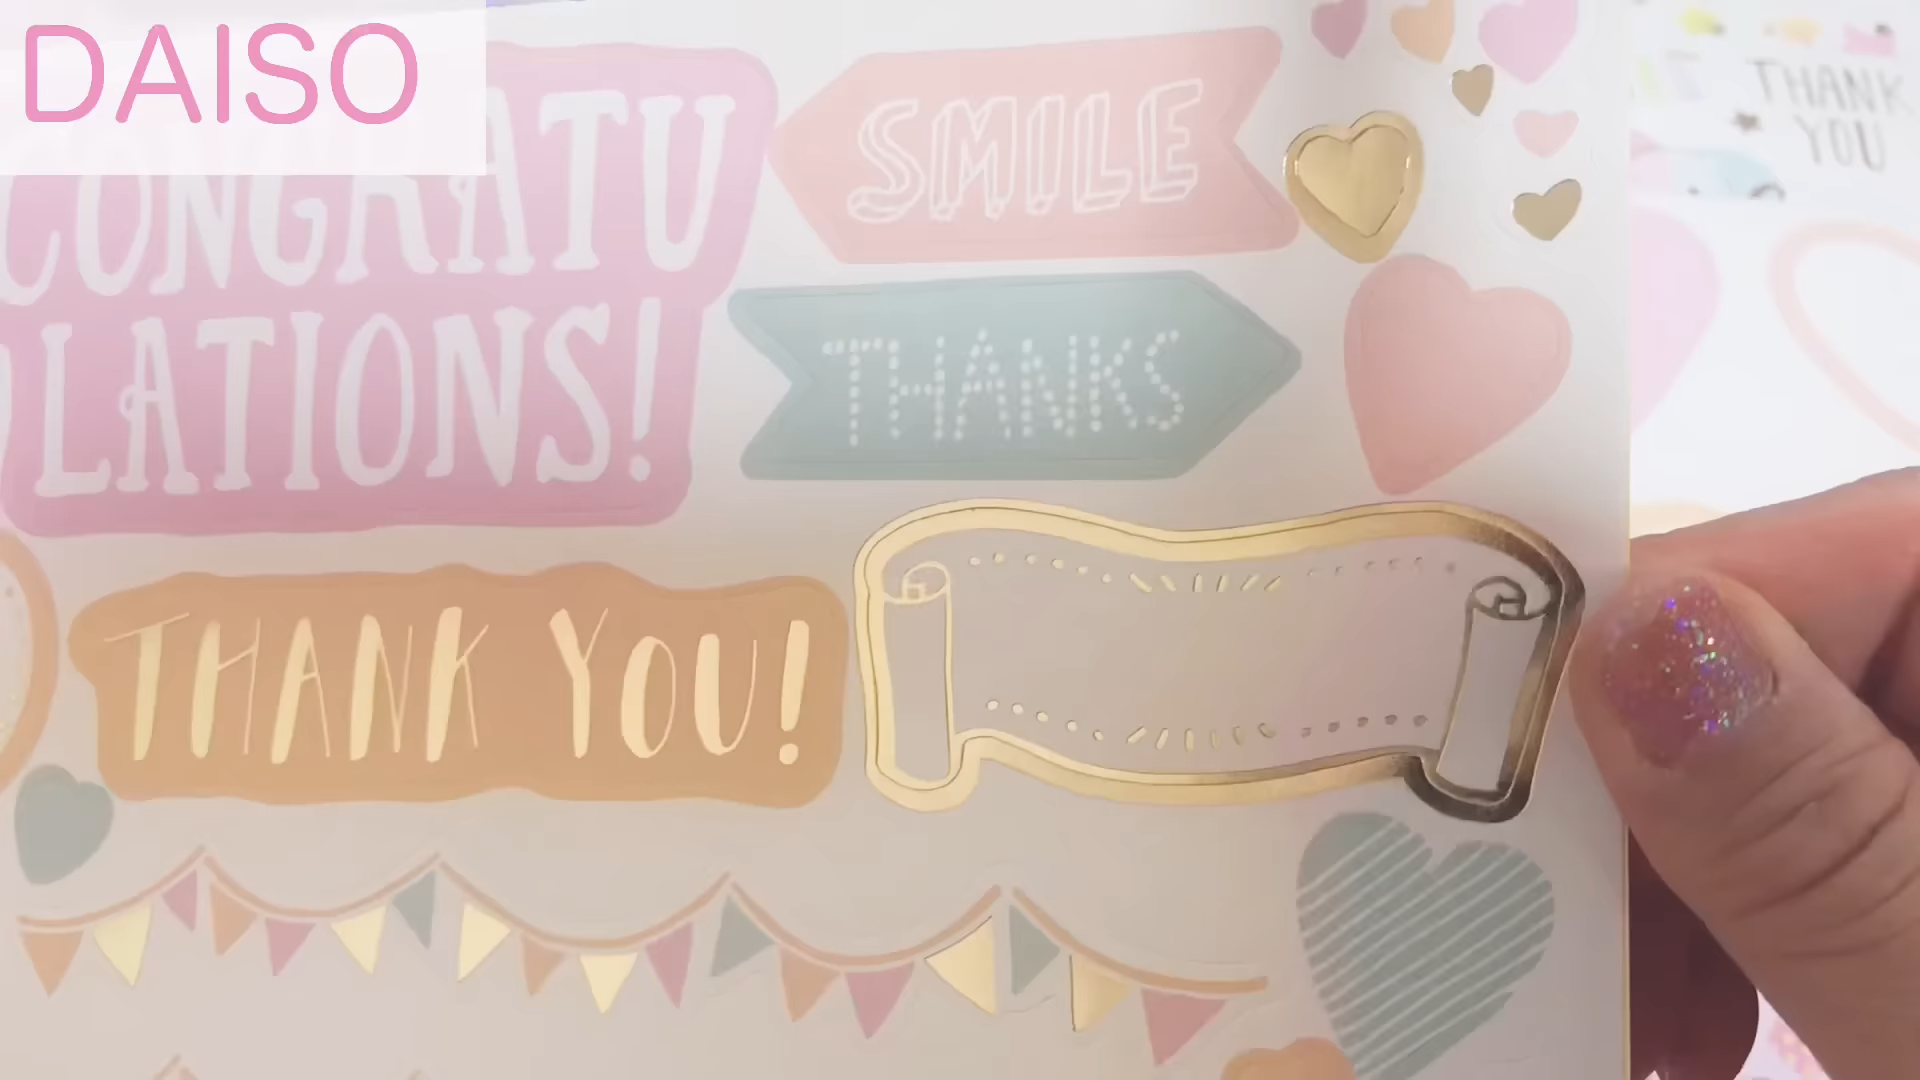 DAISO
CONGRATU
LATIONS!
SMILE
THANKS
THANK YOU!
THANK
YOU